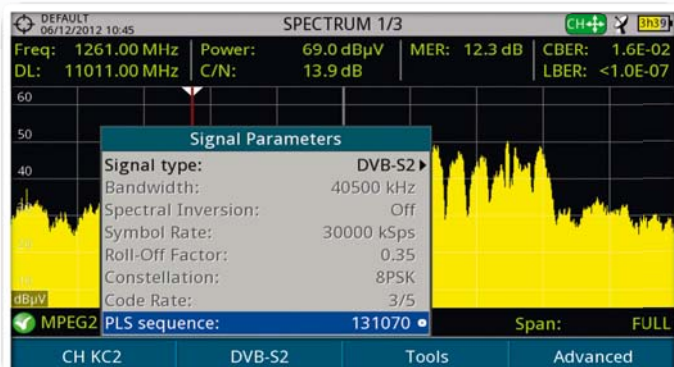 DEFAULT
06/12/2012 10:45
SPECTRUM 1/3
CH
3h39
Freq: 1261.00 MHz
Power: 69.0 dBµV
MER: 12.3 dB
CBER: 1.6E-02
DL: 11011.00 MHz
C/N: 13.9 dB
LBER: <1.0E-07
60
50
40
dBµV
Signal Parameters
Signal type: DVB-S2
Bandwidth: 40500 kHz
Spectral Inversion: Off
Symbol Rate: 30000 kSps
Roll-Off Factor: 0.35
Constellation: 8PSK
Code Rate: 3/5
PLS sequence: 131070
MPEG2
Span: FULL
CH KC2
DVB-S2
Tools
Advanced